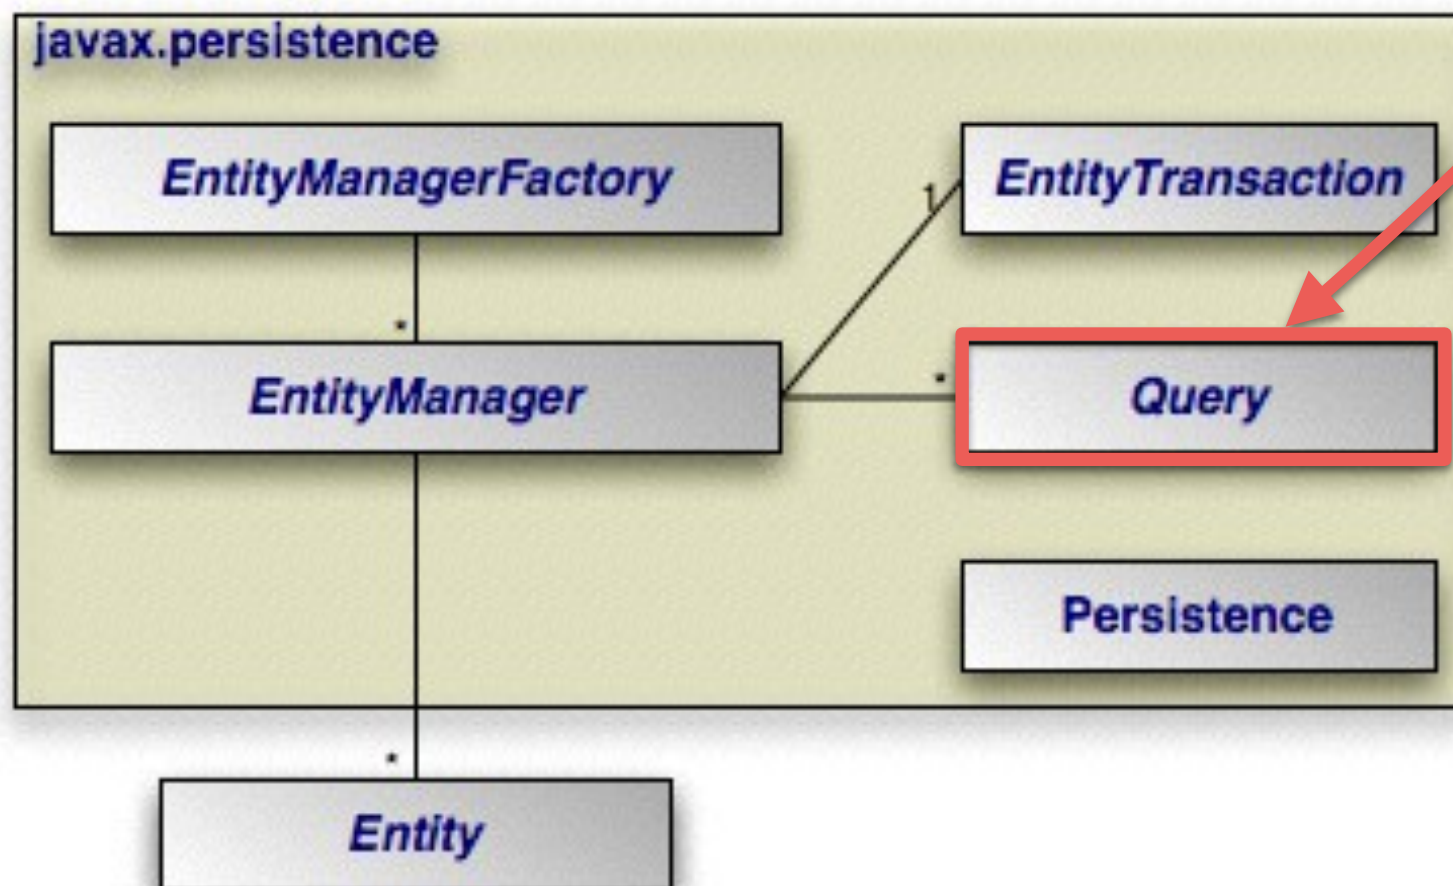 javax.persistence
EntityManagerFactory
EntityTransaction
1
*
EntityManager
*
Query
Persistence
*
Entity